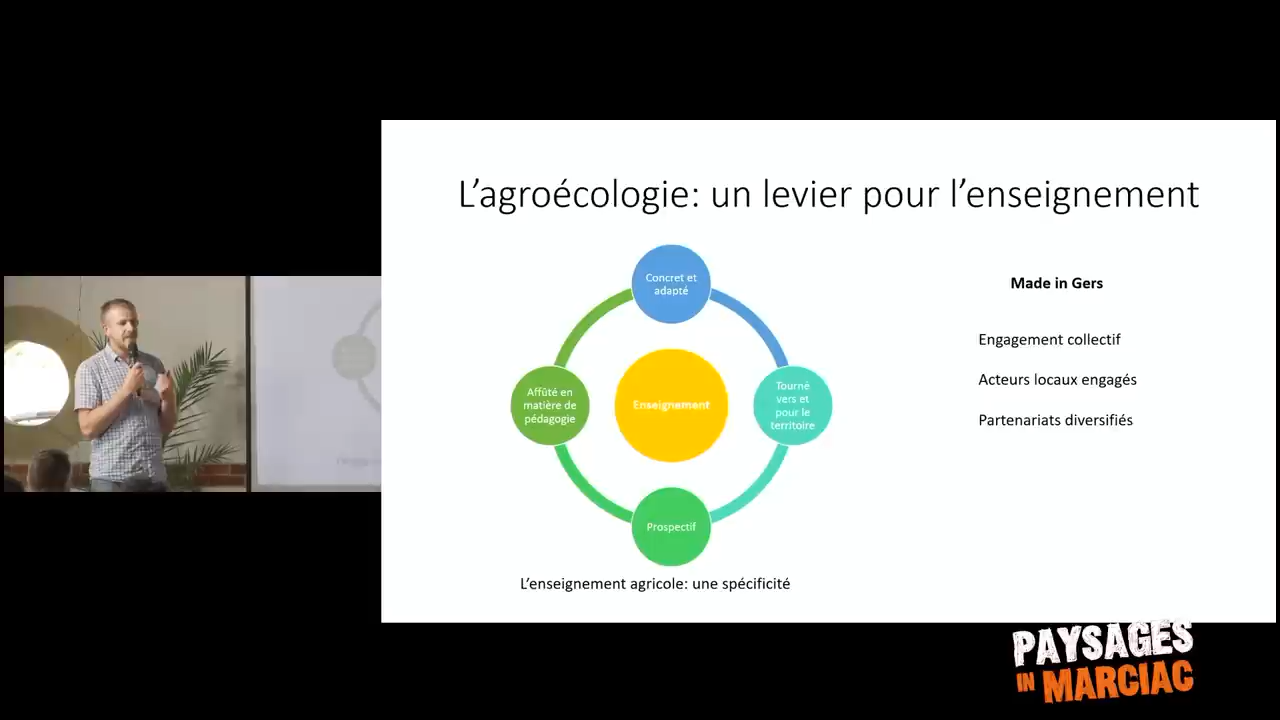 L'agroécologie: un levier pour l'enseignement
Concret et
adapté
Affûté en
matière de
pédagogie
Enseignement
Tourné
vers et
pour le
territoire
Prospectif
L'enseignement agricole: une spécificité
Made in Gers
Engagement collectif
Acteurs locaux engagés
Partenariats diversifiés
PAYSAGES
IN MARCIAC